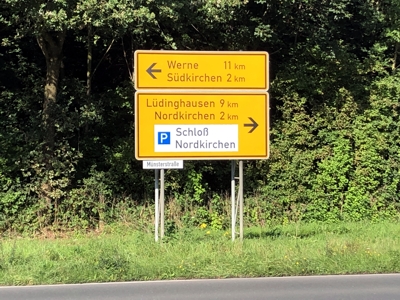 Werne 11 km
Südkirchen 2 km
Lüdinghausen 9 km
Nordkirchen 2 km
P Schloß
Nordkirchen
Münsterstraße